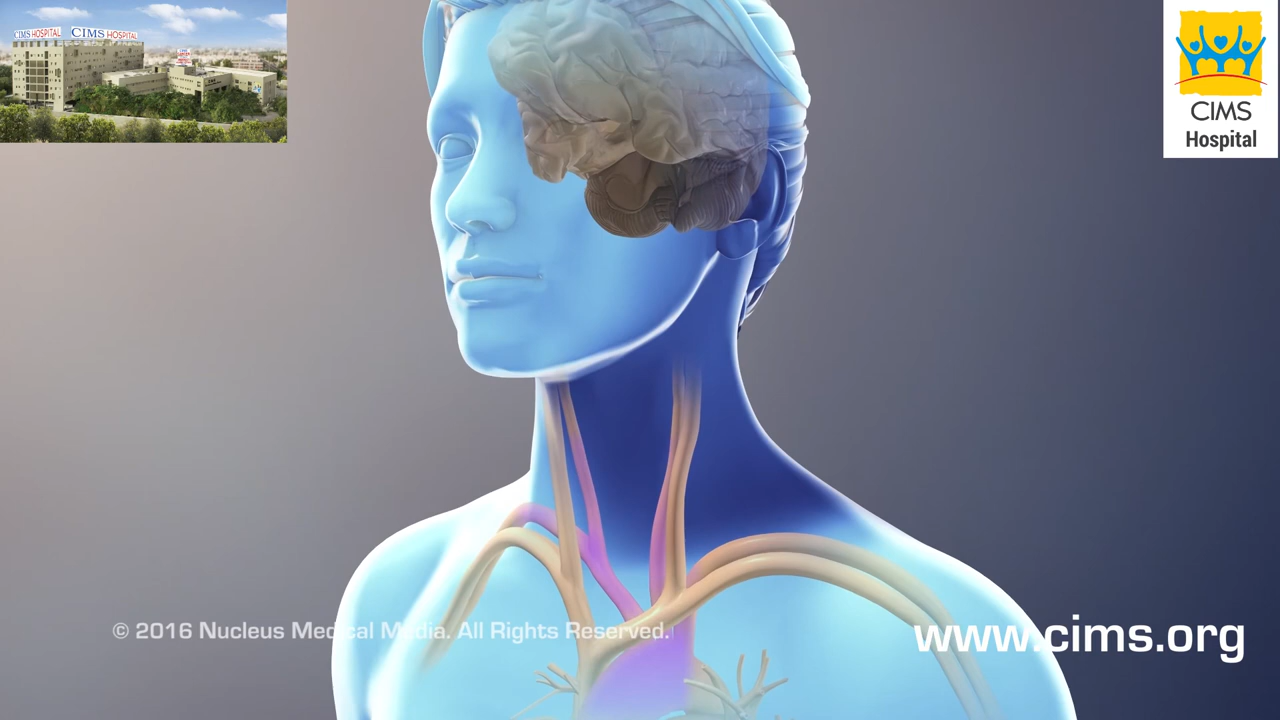 CIMS HOSPITAL CIMS HOSPITAL
CIMS
Hospital
© 2016 Nucleus Medical Media. All Rights Reserved.
www.cims.org